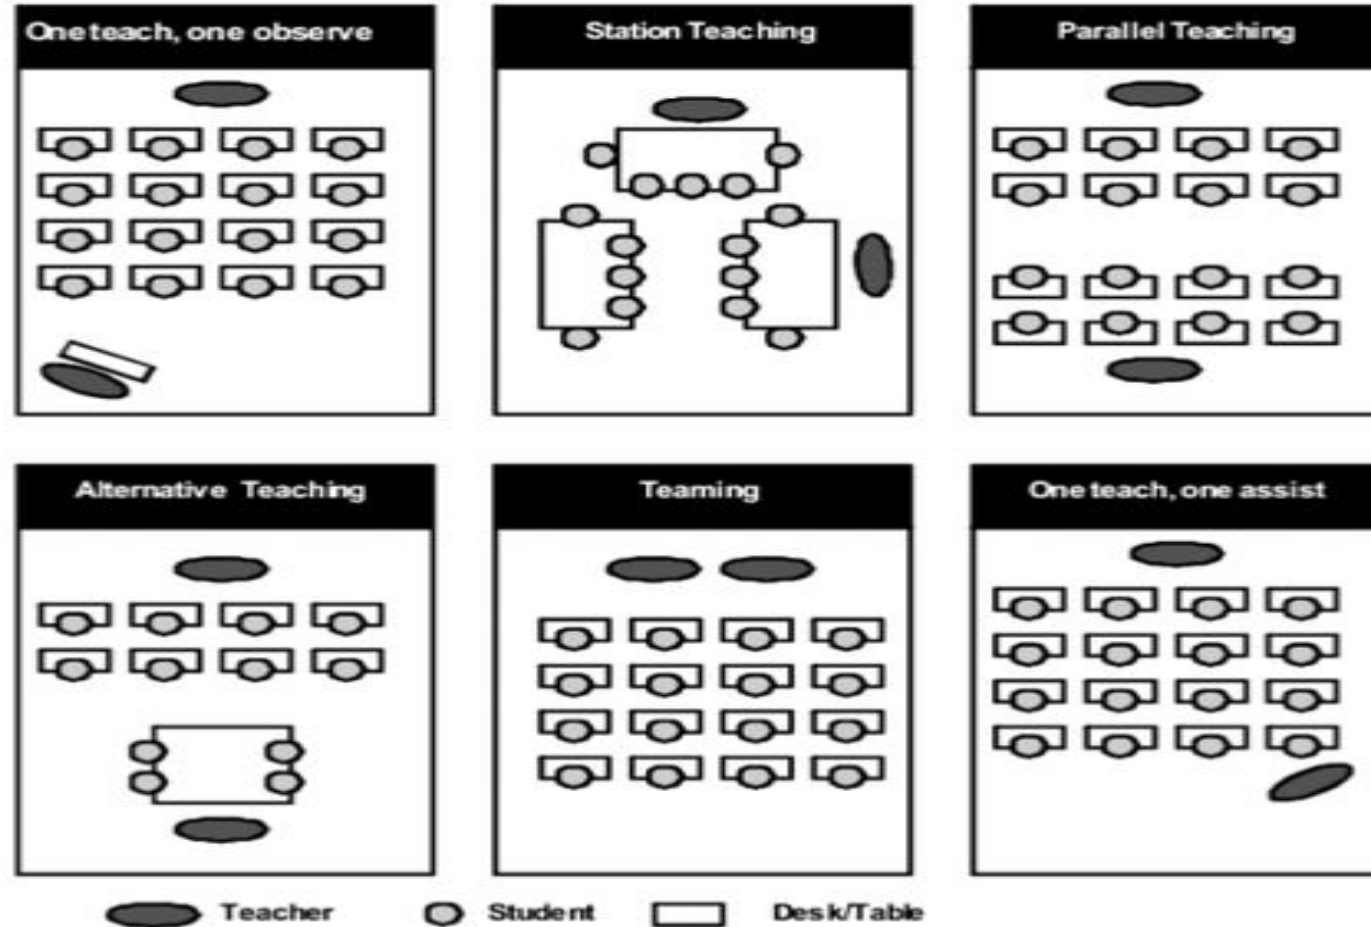 One teach, one observe
Station Teaching
Parallel Teaching
Alternative Teaching
Teaming
One teach, one assist
Teacher
Student
Desk/Table